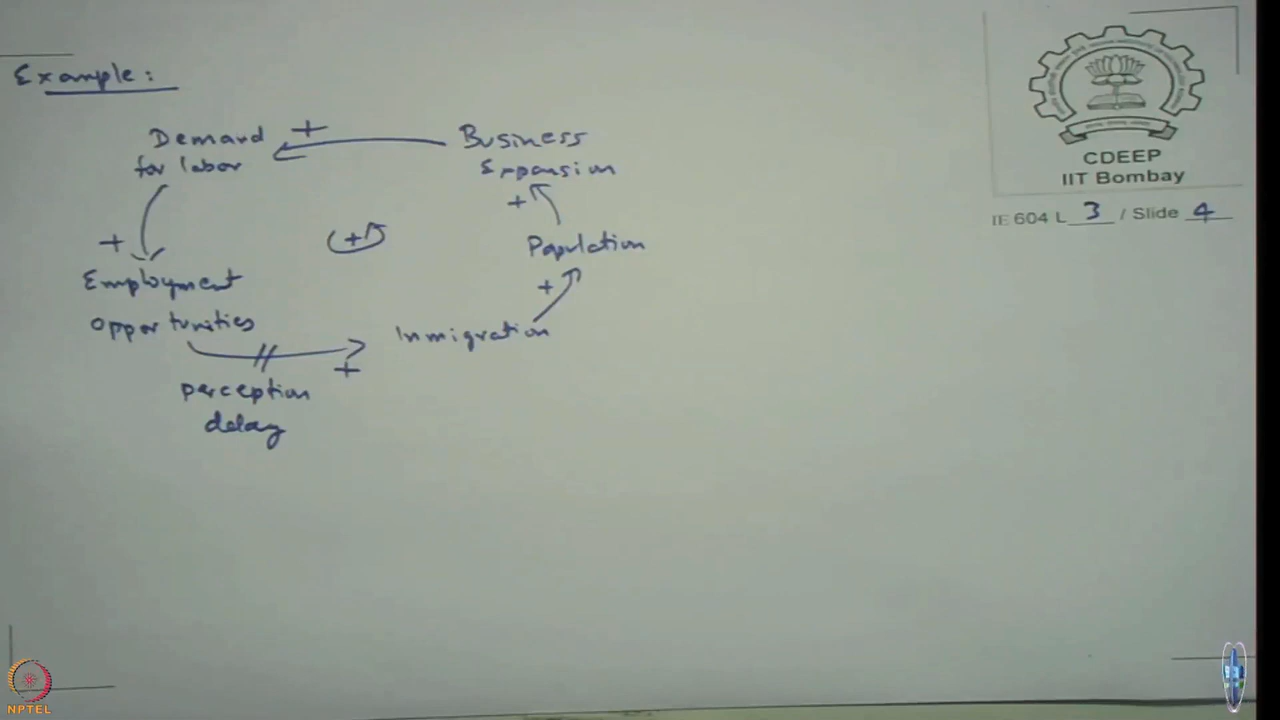 Example:
Demand
for labor
+
Business
Expansion
+
+
(+)
Population
Employment
opportunities
+
Inmigration
+
perception
delay
CDEEP
IIT Bombay
IE 604 L 3 / Slide 4
NPTEL